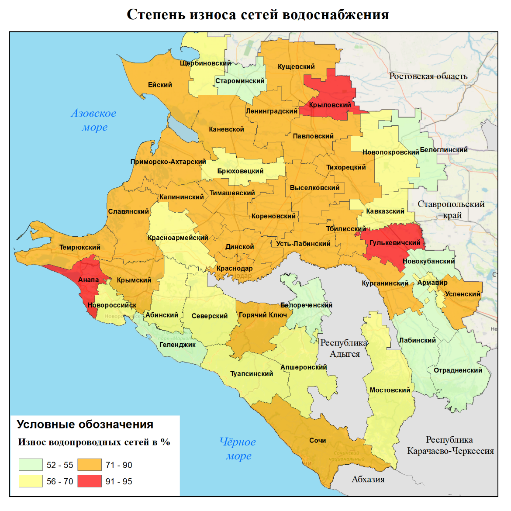 Степень износа сетей водоснабжения
Щербиновский
Староминский
Кущевский
Ейский
Ростовская область
Крыловский
Ленинградский
Азовское
море
Каневской
Павловский
Новопокровский
Белоглинский
Приморско-Ахтарский
Тихорецкий
Брюховецкий
Выселковский
Тимашевский
Калининский
Ставропольский
край
Славянский
Кавказский
Кореновский
Тбилисский
Красноармейский
Гулькевичский
Темрюкский
Динской
Усть-Лабинский
Новокубанский
Краснодар
Анапа
Крымский
Курганинский
Армавир
Успенский
Новороссийск
Абинский
Северский
Горячий Ключ
Белореченский
Геленджик
Лабинский
Республика
Адыгея
Апшеронский
Туапсинский
Отрадненский
Мостовский
Условные обозначения
Износ водопроводных сетей в %
52 - 55
71 - 90
56 - 70
91 - 95
Чёрное
море
Сочи
Республика
Карачаево-Черкессия
Абхазия